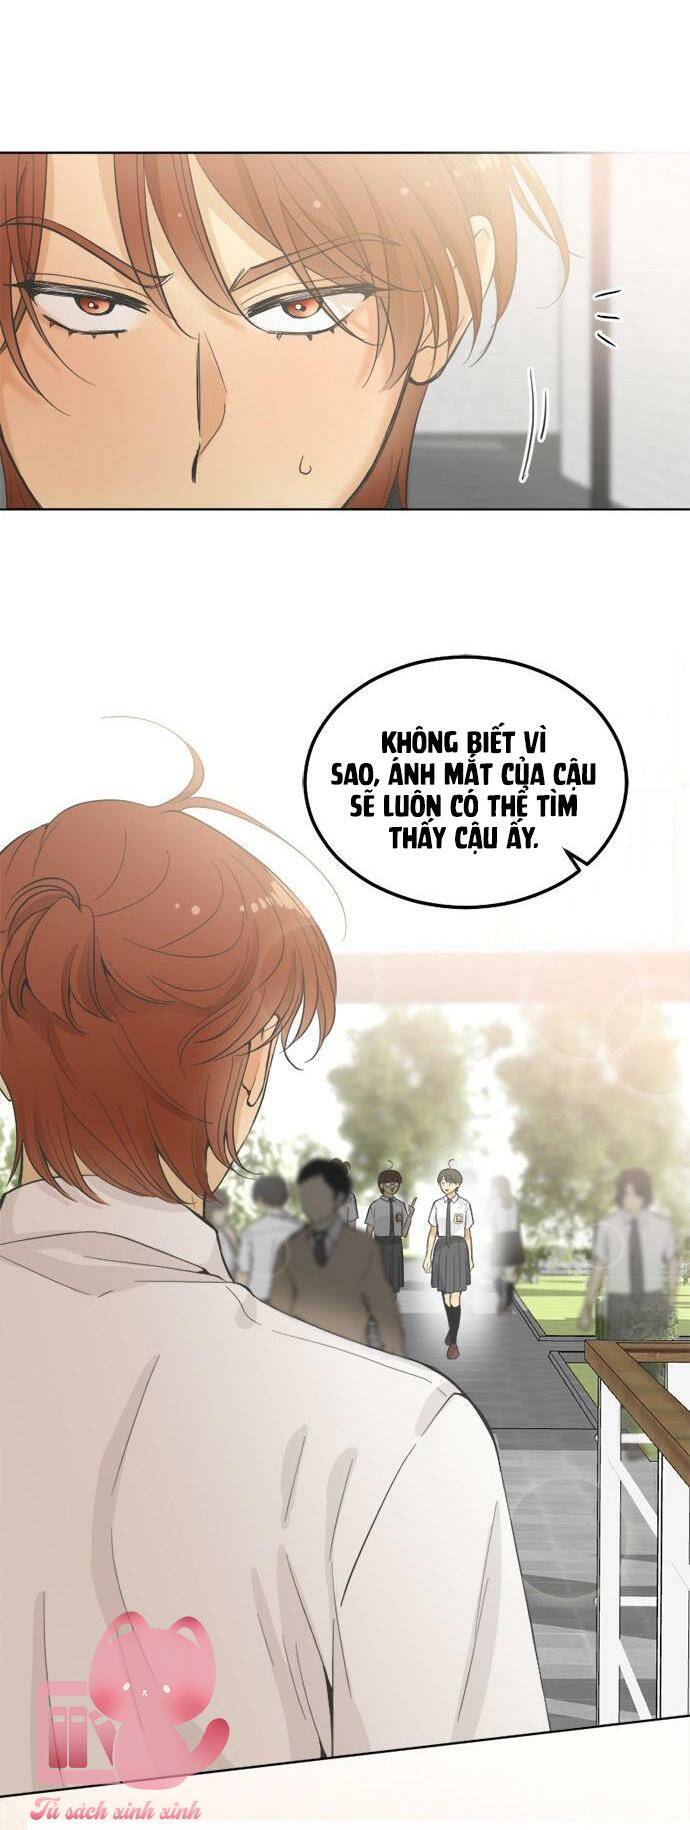 KHÔNG BIẾT VÌ
SAO, ÁNH MẮT CỦA CẬU
SẼ LUÔN CÓ THỂ TÌM
THẤY CẬU ẤY.
Tủ sách xinh xinh